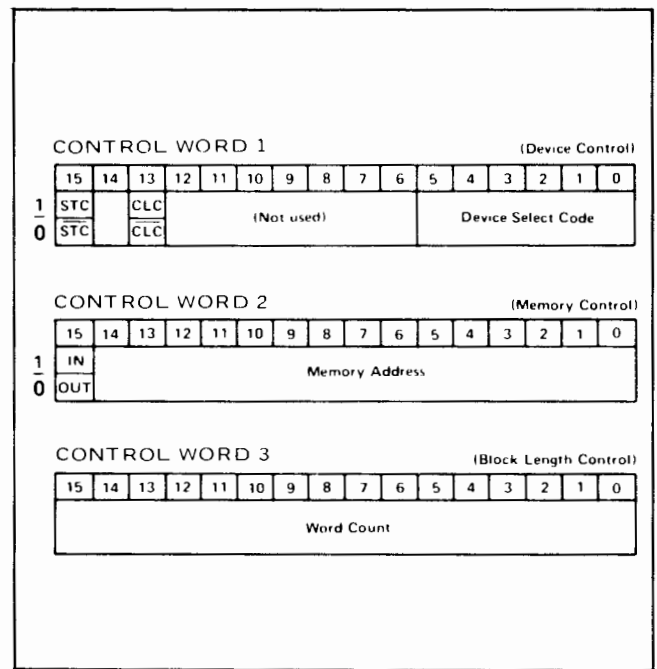 CONTROL WORD 1 (Device Control)
15 14 13 12 11 10 9 8 7 6 5 4 3 2 1 0
1 STC CLC (Not used) Device Select Code
0 S̅T̅C̅ C̅L̅C̅
CONTROL WORD 2 (Memory Control)
15 14 13 12 11 10 9 8 7 6 5 4 3 2 1 0
1 IN Memory Address
0 OUT
CONTROL WORD 3 (Block Length Control)
15 14 13 12 11 10 9 8 7 6 5 4 3 2 1 0
Word Count